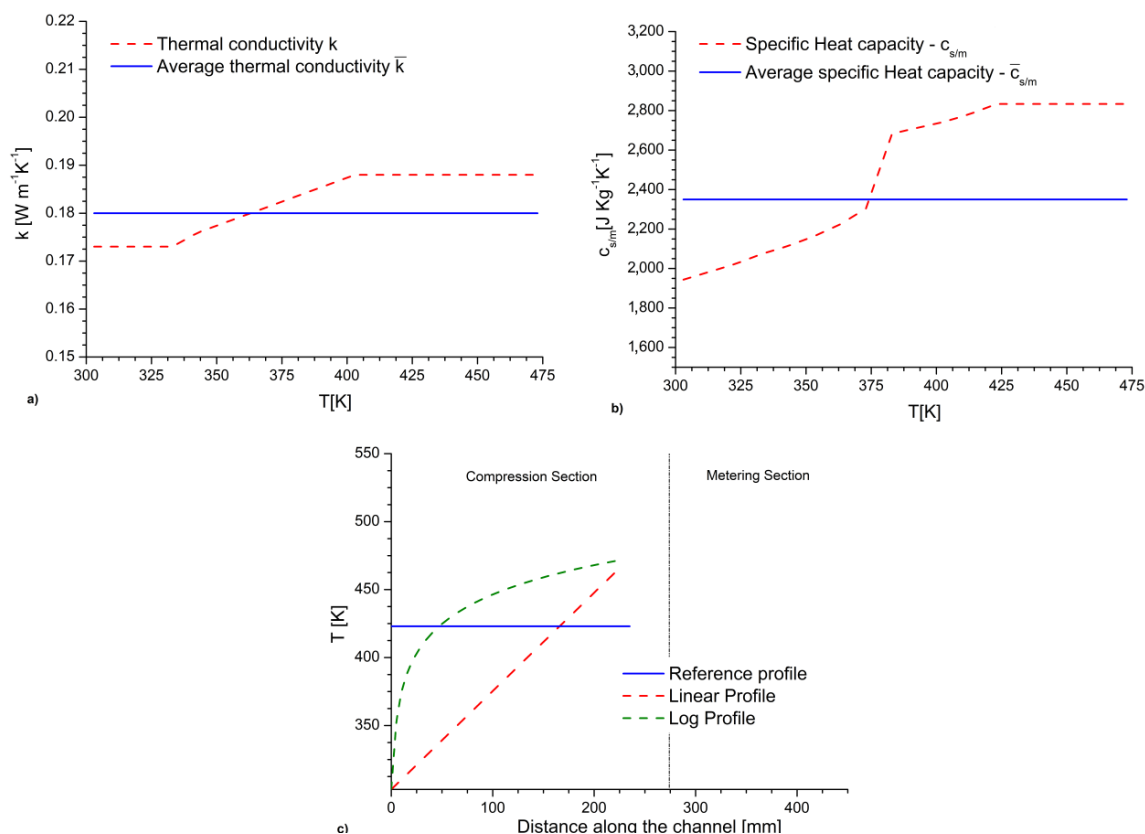 0.22
0.21
0.20
0.19
0.18
0.17
0.16
0.15
k [W m⁻¹K⁻¹]
Thermal conductivity k
Average thermal conductivity k̅
300 325 350 375 400 425 450 475
T[K]
a)
3,200
3,000
2,800
2,600
2,400
2,200
2,000
1,800
1,600
c_s/m[J Kg⁻¹K⁻¹]
Specific Heat capacity - c_s/m
Average specific Heat capacity - c̅_s/m
300 325 350 375 400 425 450 475
T[K]
b)
550
500
450
400
350
T [K]
Compression Section
Metering Section
Reference profile
Linear Profile
Log Profile
0 50 100 200 300 400
Distance along the channel [mm]
c)